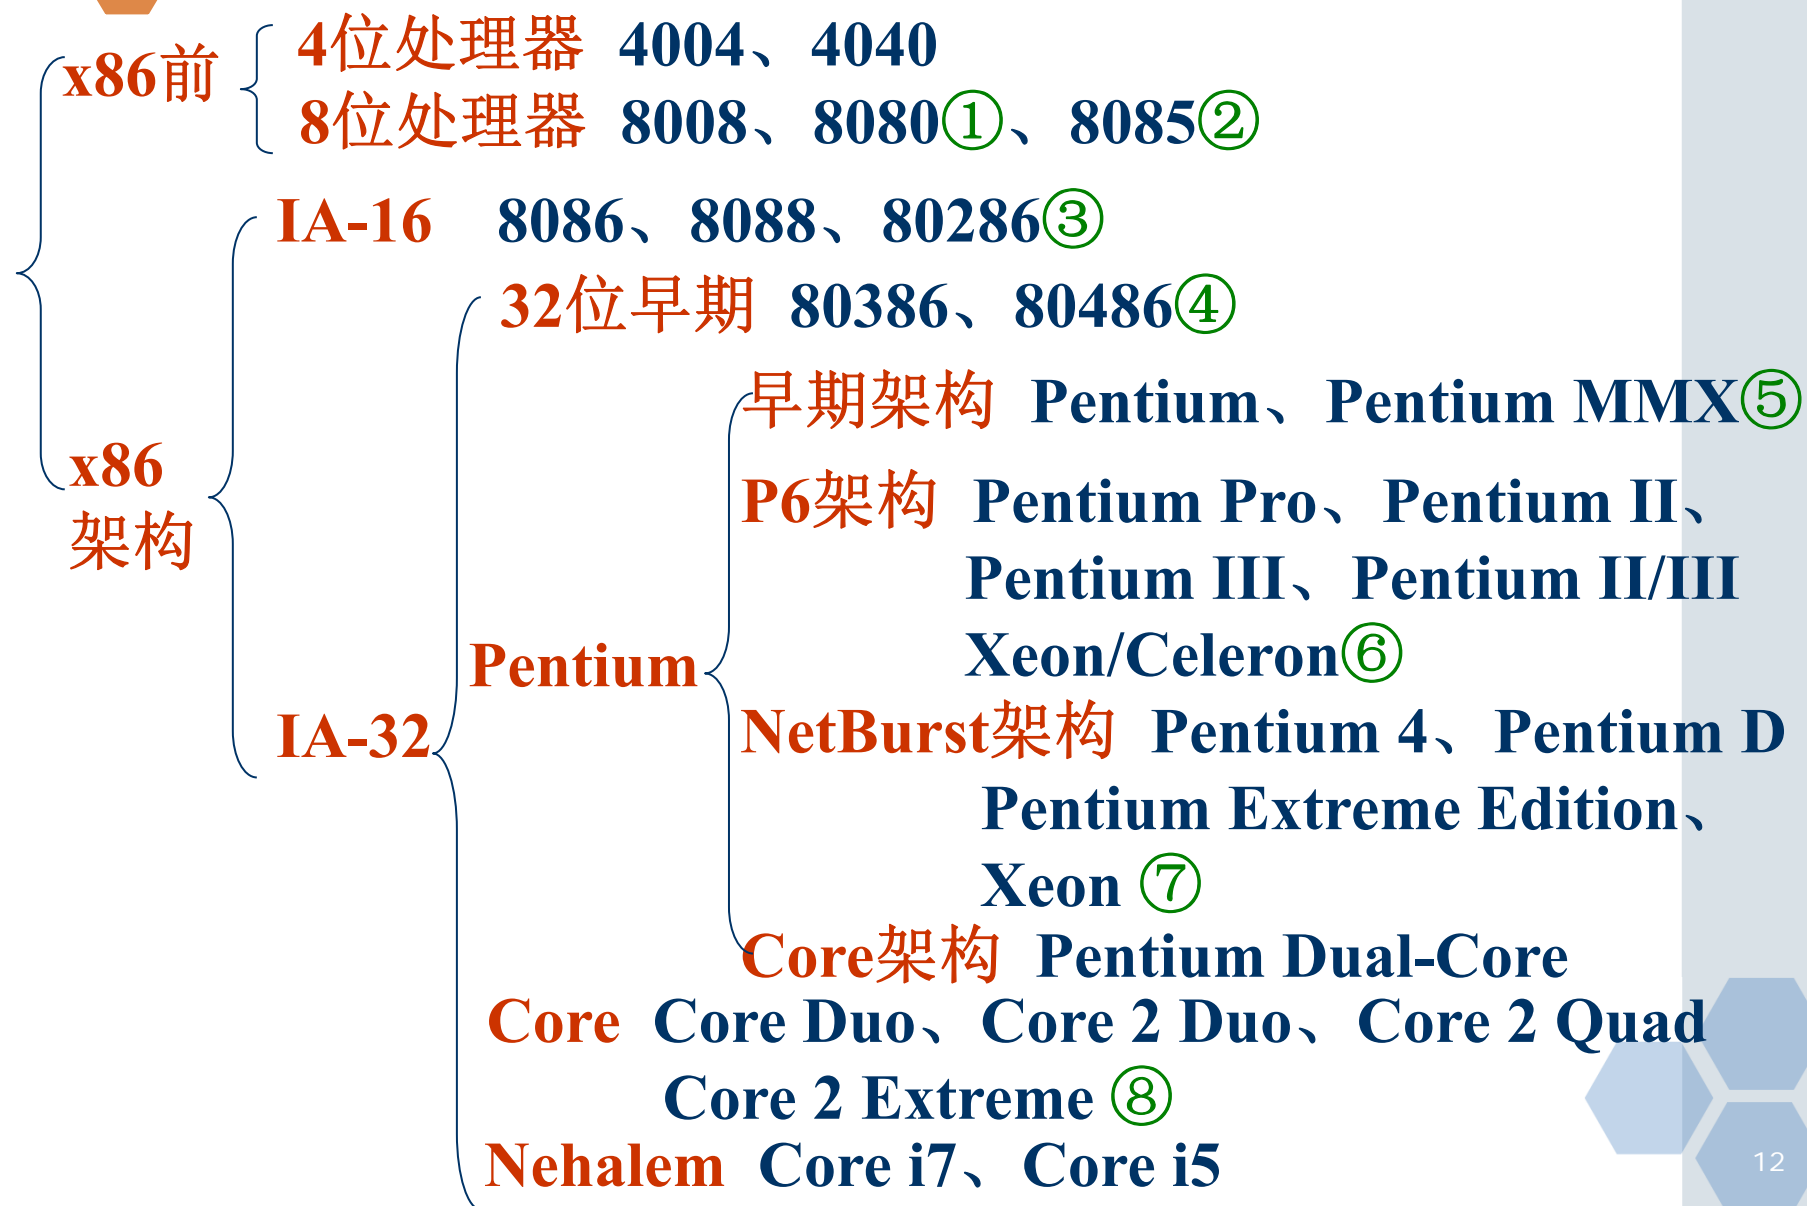 x86前
4位处理器 4004、4040
8位处理器 8008、8080①、8085②
x86
架构
IA-16 8086、8088、80286③
IA-32
32位早期 80386、80486④
Pentium
早期架构 Pentium、Pentium MMX⑤
P6架构 Pentium Pro、Pentium II、
Pentium III、Pentium II/III
Xeon/Celeron⑥
NetBurst架构 Pentium 4、Pentium D
Pentium Extreme Edition、
Xeon ⑦
Core架构 Pentium Dual-Core
Core Core Duo、Core 2 Duo、Core 2 Quad
Core 2 Extreme ⑧
Nehalem Core i7、Core i5
12